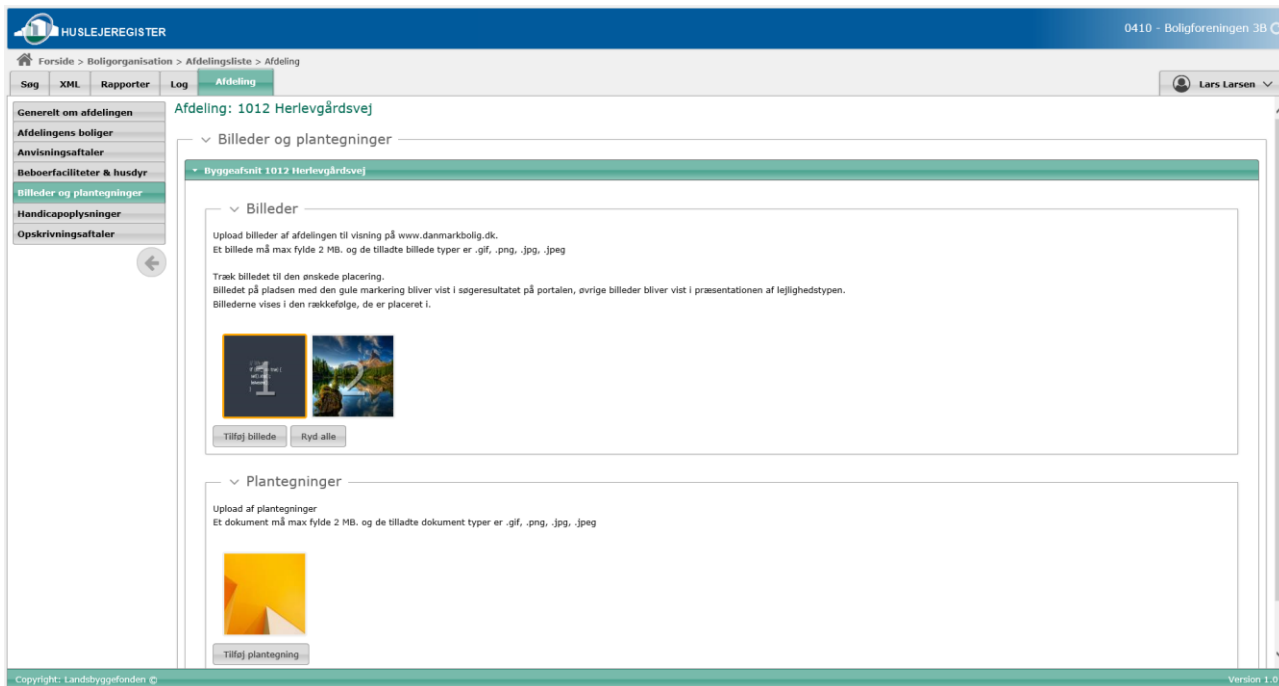 HUSLEJEREGISTER
0410 - Boligforeningen 3B
Forside > Boligorganisation > Afdelingsliste > Afdeling
Søg XML Rapporter Log Afdeling
Lars Larsen
Generelt om afdelingen
Afdelingens boliger
Anvisningsaftaler
Beboerfaciliteter & husdyr
Billeder og plantegninger
Handicapoplysninger
Opskrivningsaftaler
Afdeling: 1012 Herlevgårdsvej
Billeder og plantegninger
Byggeafsnit 1012 Herlevgårdsvej
Billeder
Upload billeder af afdelingen til visning på www.danmarkbolig.dk.
Et billede må max fylde 2 MB. og de tilladte billede typer er .gif, .png, .jpg, .jpeg
Træk billedet til den ønskede placering.
Billedet på pladsen med den gule markering bliver vist i søgeresultatet på portalen, øvrige billeder bliver vist i præsentationen af lejlighedstypen.
Billederne vises i den rækkefølge, de er placeret i.
1 2
Tilføj billede Ryd alle
Plantegninger
Upload af plantegninger
Et dokument må max fylde 2 MB. og de tilladte dokument typer er .gif, .png, .jpg, .jpeg
Tilføj plantegning
Copyright: Landsbyggefonden ©
Version 1.0